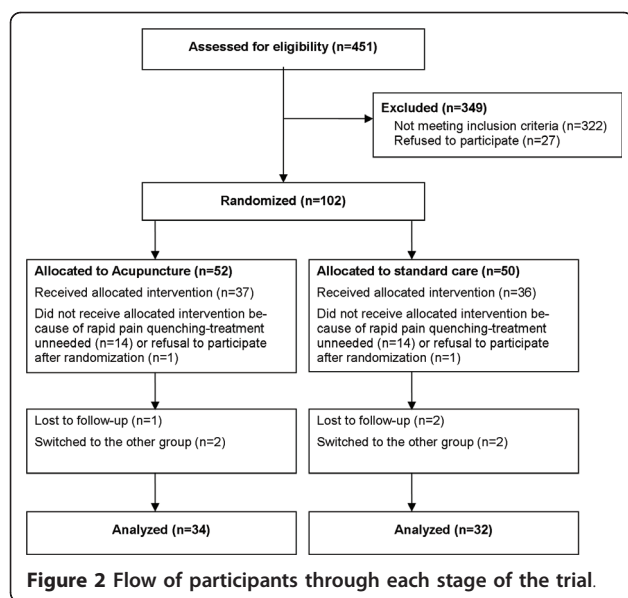 Assessed for eligibility (n=451)
Excluded (n=349)
Not meeting inclusion criteria (n=322)
Refused to participate (n=27)
Randomized (n=102)
Allocated to Acupuncture (n=52)
Received allocated intervention (n=37)
Did not receive allocated intervention be-
cause of rapid pain quenching-treatment
unneeded (n=14) or refusal to participate
after randomization (n=1)
Allocated to standard care (n=50)
Received allocated intervention (n=36)
Did not receive allocated intervention
because of rapid pain quenching-treatment
unneeded (n=14) or refusal to participate
after randomization (n=1)
Lost to follow-up (n=1)
Switched to the other group (n=2)
Lost to follow-up (n=2)
Switched to the other group (n=2)
Analyzed (n=34)
Analyzed (n=32)
Figure 2 Flow of participants through each stage of the trial.